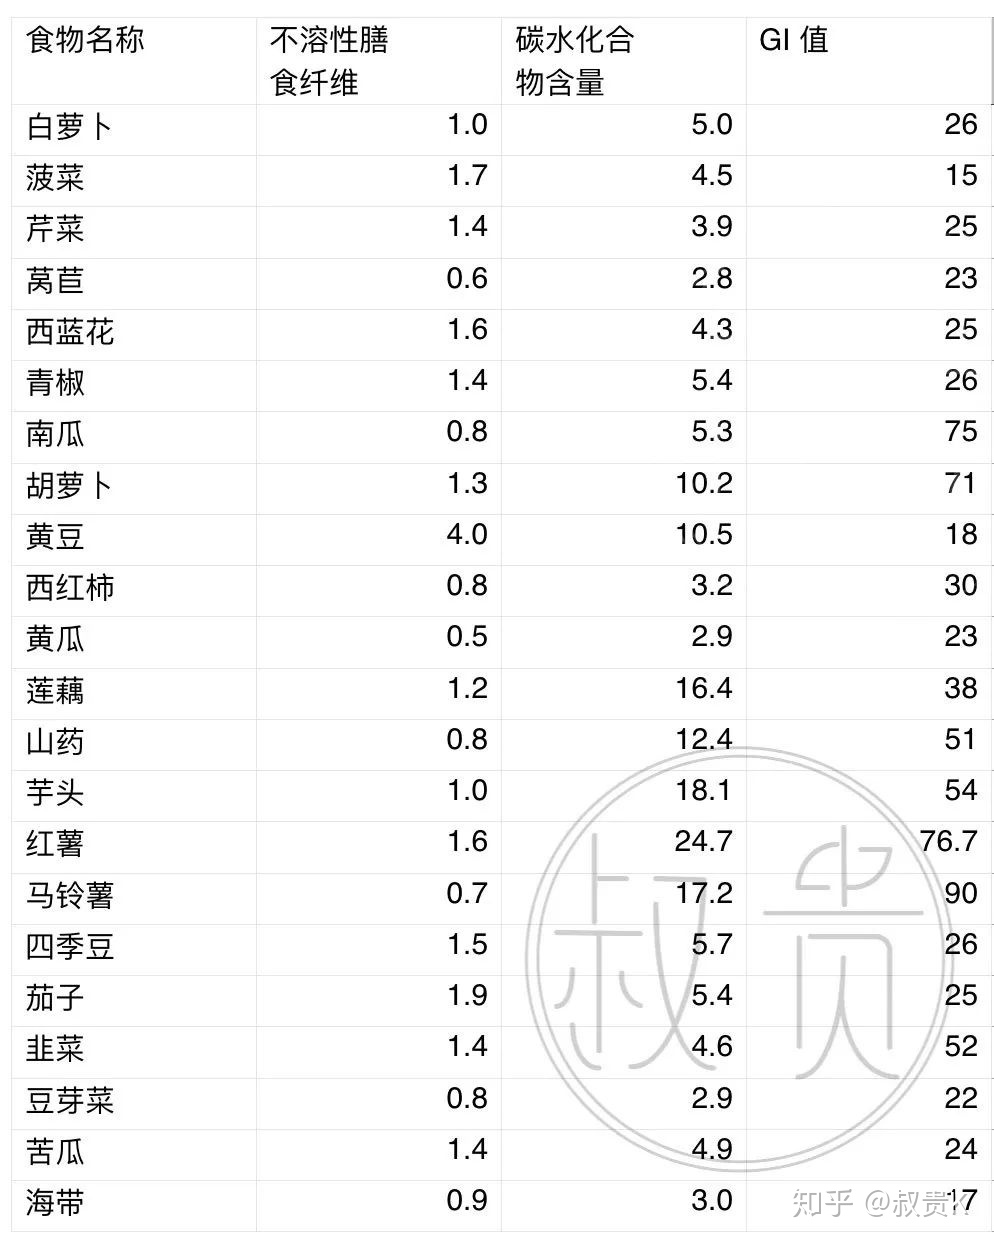 食物名称 不溶性膳 碳水化合 GI 值
食纤维 物含量
白萝卜 1.0 5.0 26
菠菜 1.7 4.5 15
芹菜 1.4 3.9 25
莴苣 0.6 2.8 23
西蓝花 1.6 4.3 25
青椒 1.4 5.4 26
南瓜 0.8 5.3 75
胡萝卜 1.3 10.2 71
黄豆 4.0 10.5 18
西红柿 0.8 3.2 30
黄瓜 0.5 2.9 23
莲藕 1.2 16.4 38
山药 0.8 12.4 51
芋头 1.0 18.1 54
红薯 1.6 24.7 76.7
马铃薯 0.7 17.2 90
四季豆 1.5 5.7 26
茄子 1.9 5.4 25
韭菜 1.4 4.6 52
豆芽菜 0.8 2.9 22
苦瓜 1.4 4.9 24
海带 0.9 3.0 17
叔贵
知乎 @叔贵K